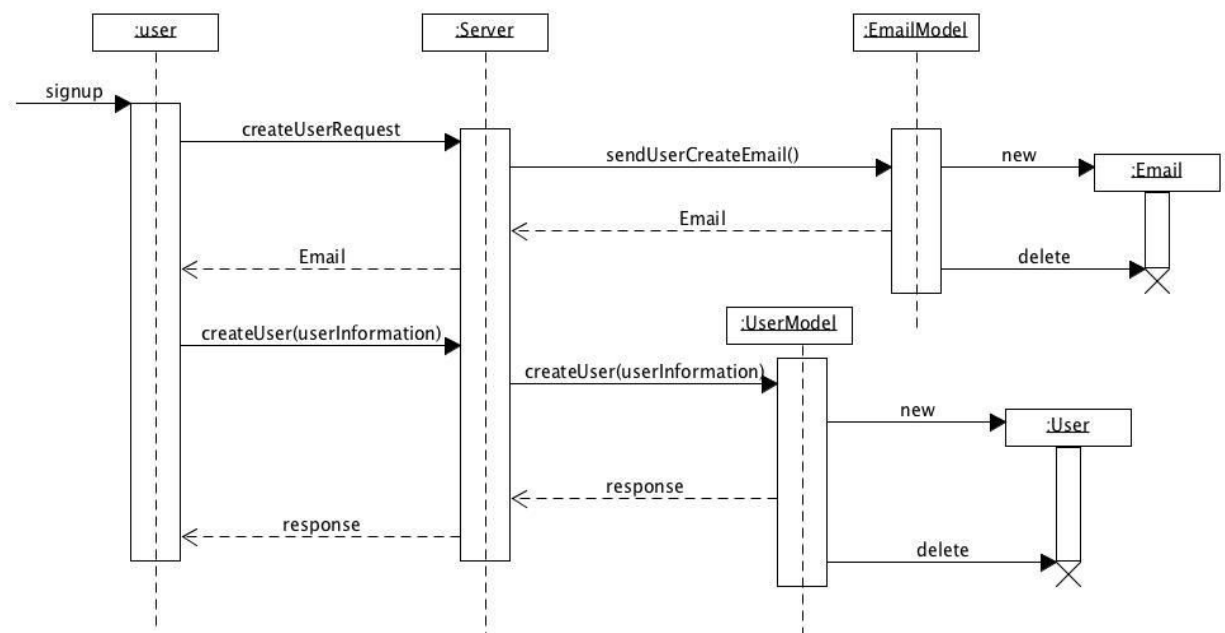 :user
:Server
:EmailModel
signup
createUserRequest
sendUserCreateEmail()
new
:Email
Email
Email
delete
createUser(userInformation)
:UserModel
createUser(userInformation)
new
:User
response
response
delete